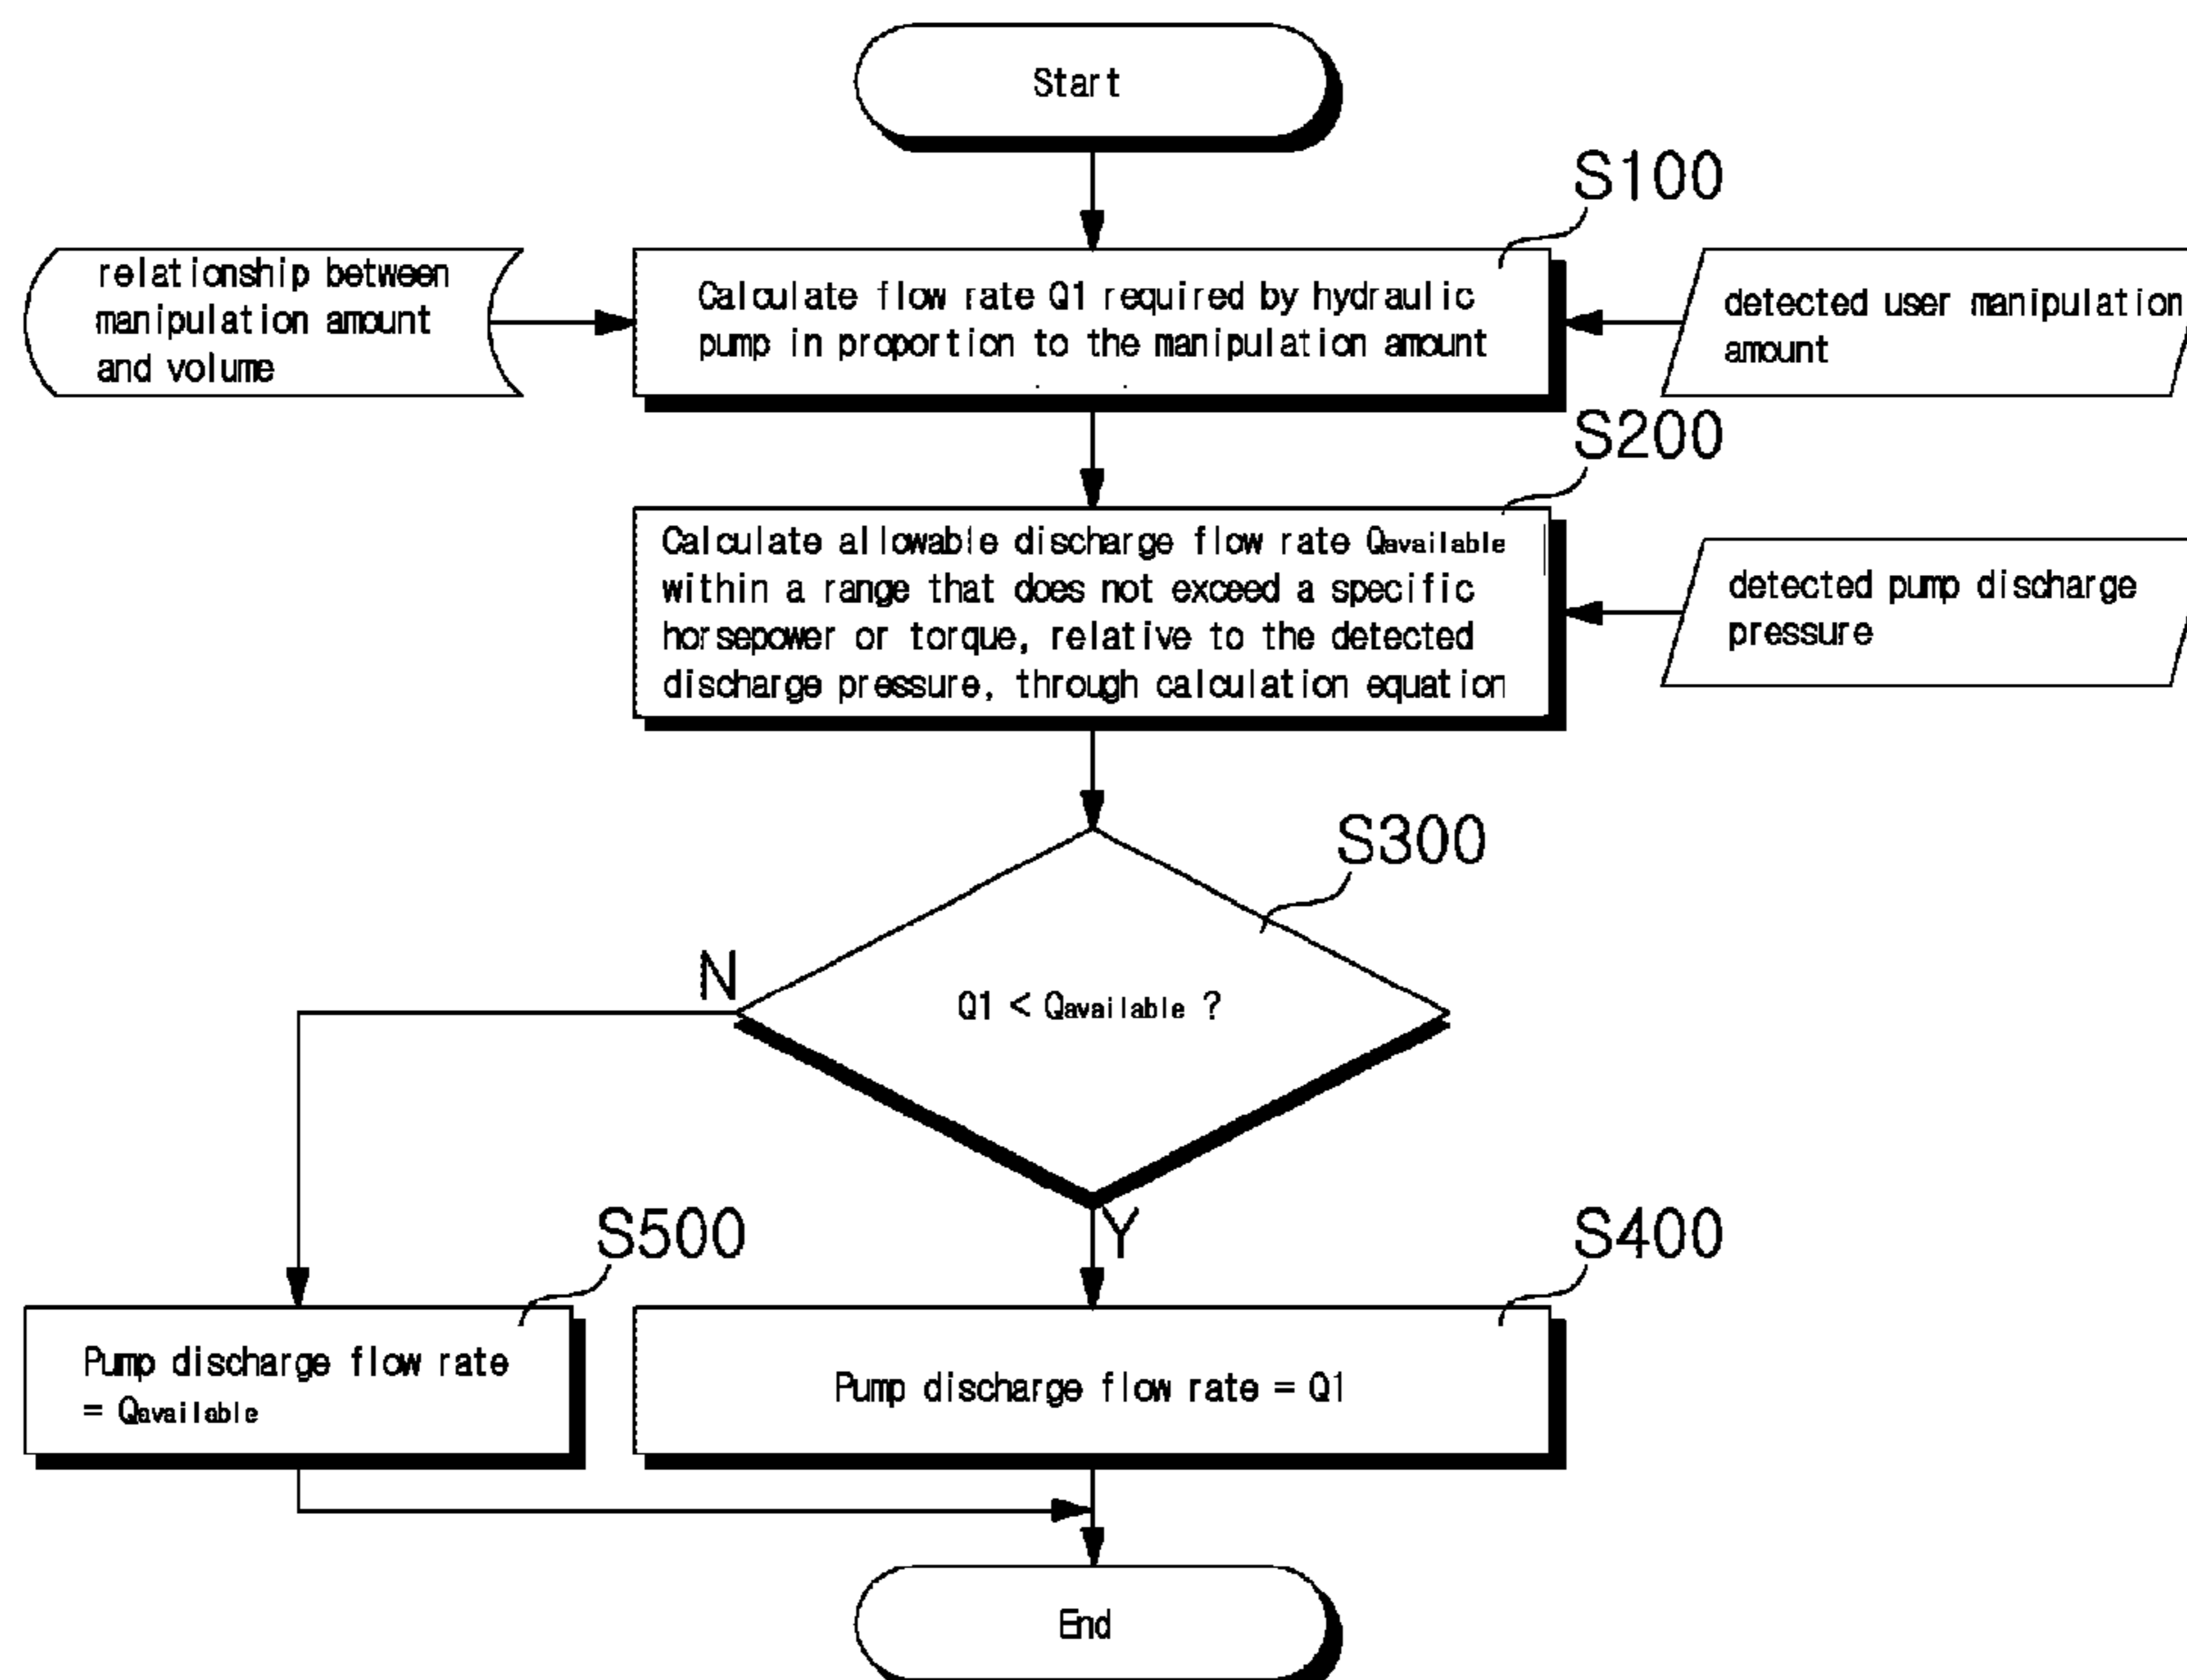 Start
S100
relationship between
manipulation amount
and volume
Calculate flow rate Q1 required by hydraulic
pump in proportion to the manipulation amount
detected user manipulation
amount
S200
Calculate allowable discharge flow rate Qavailable
within a range that does not exceed a specific
horsepower or torque, relative to the detected
discharge pressure, through calculation equation
detected pump discharge
pressure
S300
N
Q1 < Qavailable ?
Y
S500
S400
Pump discharge flow rate
= Qavailable
Pump discharge flow rate = Q1
End